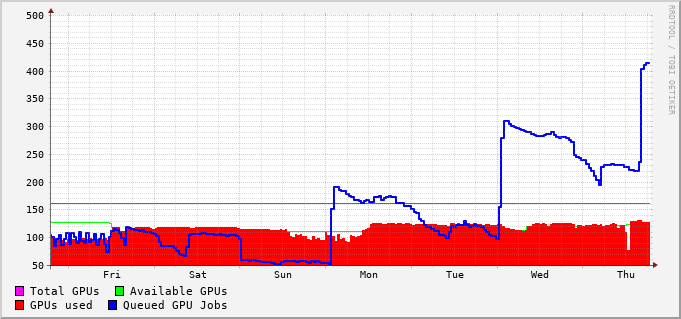 500
450
400
350
300
250
200
150
100
50
Fri Sat Sun Mon Tue Wed Thu
Total GPUs Available GPUs
GPUs used Queued GPU Jobs
RRDTOOL / TOBI OETIKER